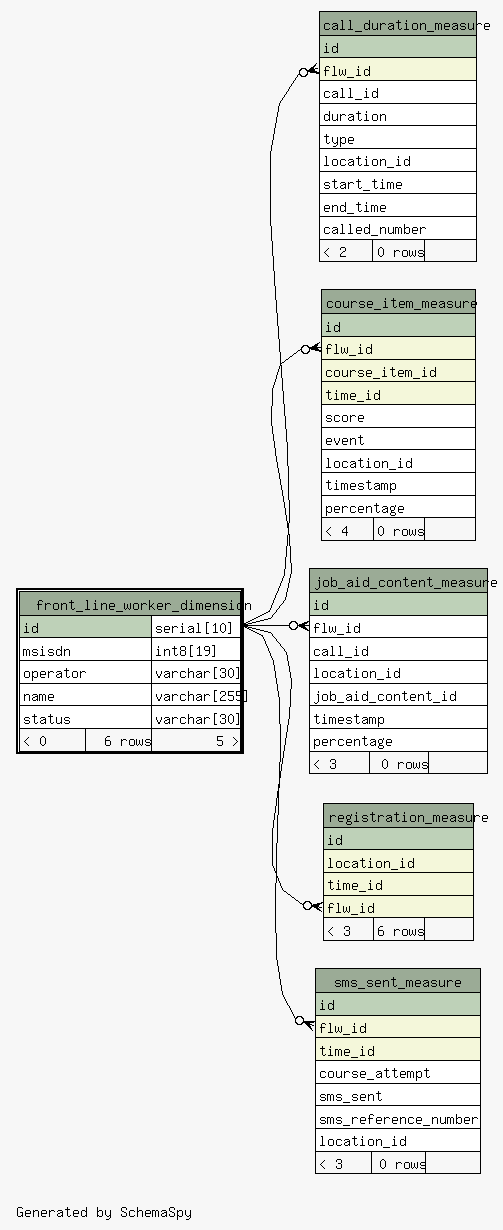 call_duration_measure
id
flw_id
call_id
duration
type
location_id
start_time
end_time
called_number
< 2 0 rows
course_item_measure
id
flw_id
course_item_id
time_id
score
event
location_id
timestamp
percentage
< 4 0 rows
front_line_worker_dimension
id serial[10]
msisdn int8[19]
operator varchar[30]
name varchar[255]
status varchar[30]
< 0 6 rows 5 >
job_aid_content_measure
id
flw_id
call_id
location_id
job_aid_content_id
timestamp
percentage
< 3 0 rows
registration_measure
id
location_id
time_id
flw_id
< 3 6 rows
sms_sent_measure
id
flw_id
time_id
course_attempt
sms_sent
sms_reference_number
location_id
< 3 0 rows
Generated by SchemaSpy